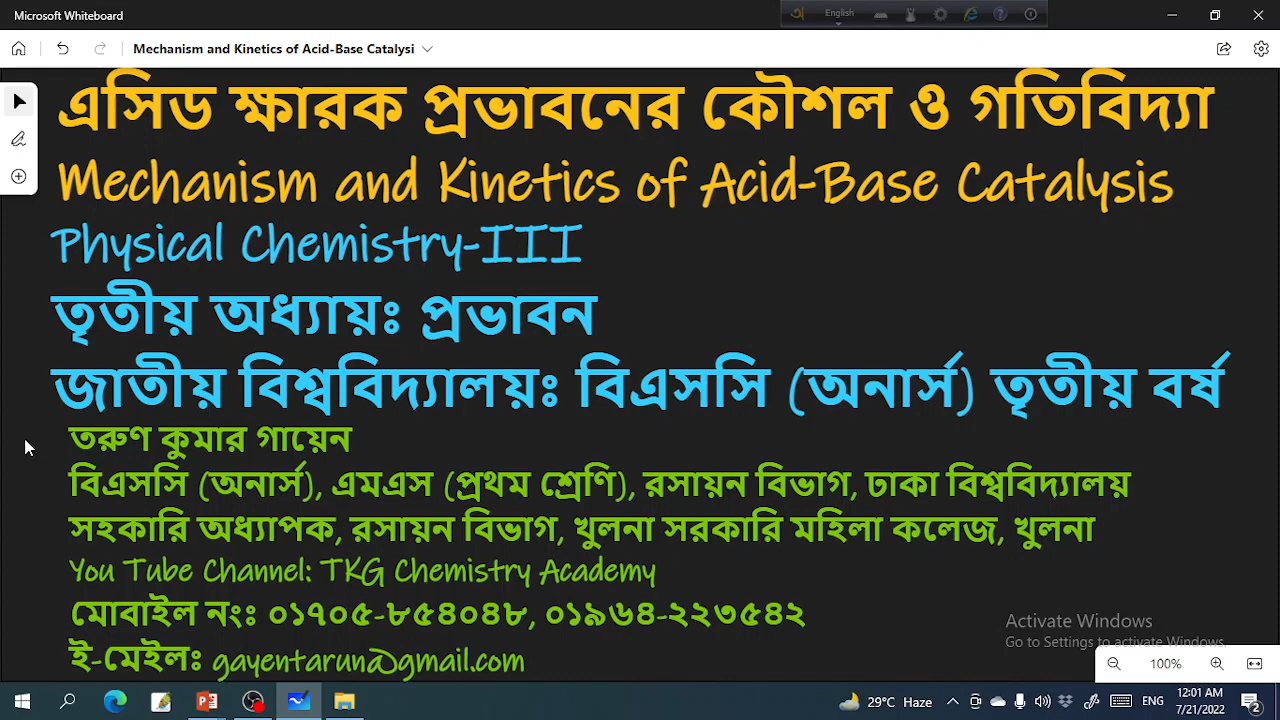 Microsoft Whiteboard
English
Mechanism and Kinetics of Acid-Base Catalysi
এসিড ক্ষারক প্রভাবনের কৌশল ও গতিবিদ্যা
Mechanism and Kinetics of Acid-Base Catalysis
Physical Chemistry-III
তৃতীয় অধ্যায়ঃ প্রভাবন
জাতীয় বিশ্ববিদ্যালয়ঃ বিএসসি (অনার্স) তৃতীয় বর্ষ
তরুণ কুমার গায়েন
বিএসসি (অনার্স), এমএস (প্রথম শ্রেণি), রসায়ন বিভাগ, ঢাকা বিশ্ববিদ্যালয়
সহকারি অধ্যাপক, রসায়ন বিভাগ, খুলনা সরকারি মহিলা কলেজ, খুলনা
You Tube Channel: TKG Chemistry Academy
মোবাইল নংঃ ০১৭০৫-৮৫৪০৪৮, ০১৯৬৪-২২৩৫৪২
ই-মেইলঃ gayentarun@gmail.com
Activate Windows
Go to Settings to activate Windows.
100%
29°C Haze
ENG
12:01 AM
7/21/2022
2